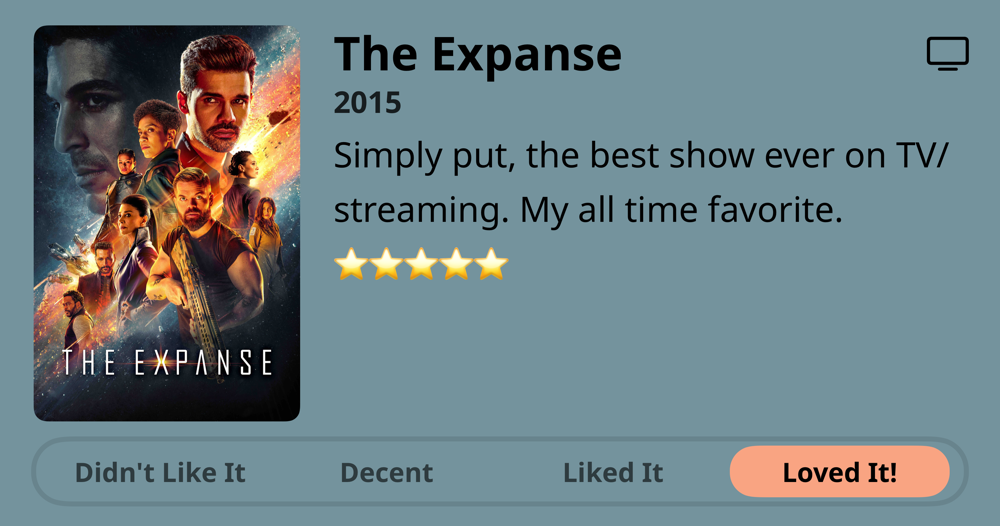 The Expanse
2015
Simply put, the best show ever on TV/
streaming. My all time favorite.
⭐⭐⭐⭐⭐
THE EXPANSE
Didn't Like It
Decent
Liked It
Loved It!